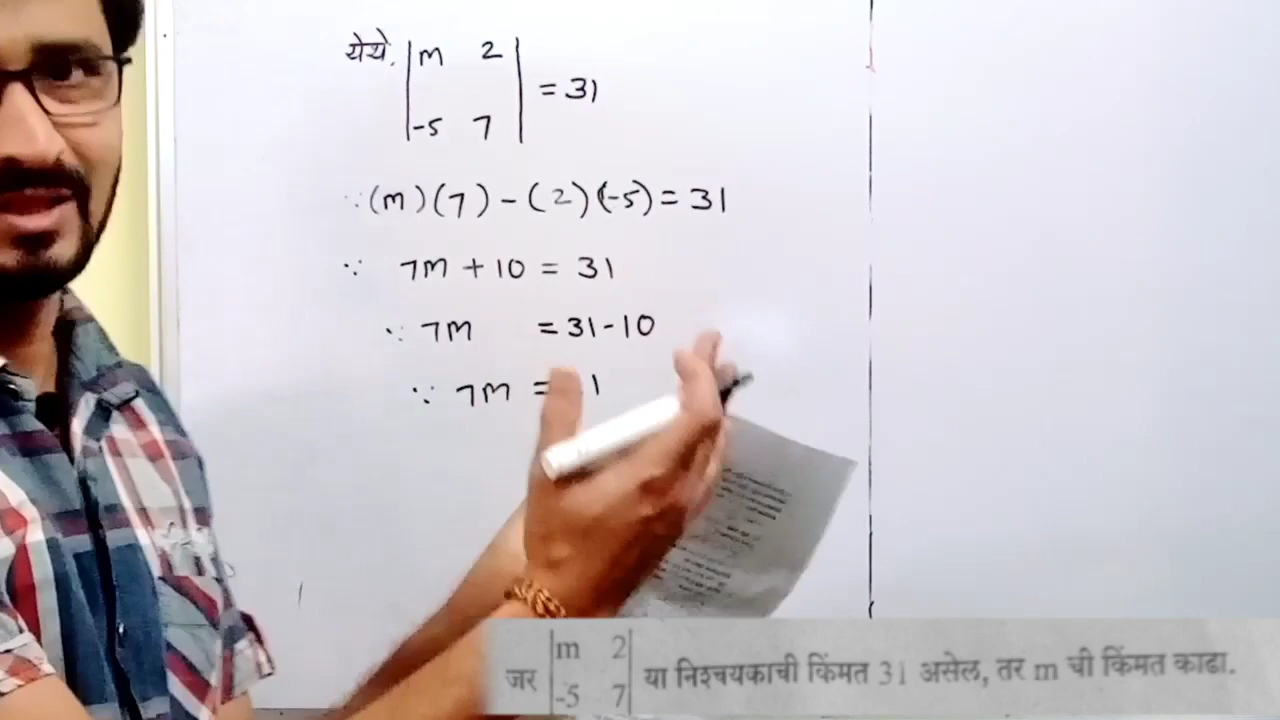 येथे, | m 2 |
| -5 7 | = 31
∵ (m)(7) - (2)(-5) = 31
∵ 7m + 10 = 31
∵ 7m = 31 - 10
∵ 7m = 1
जर | m 2 | या निश्चयकाची किंमत 31 असेल, तर m ची किंमत काढा.
| -5 7 |